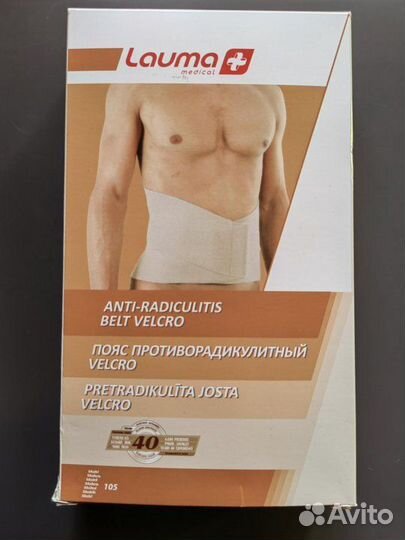 Lauma
medical
ANTI-RADICULITIS
BELT VELCRO
ПОЯС ПРОТИВОРАДИКУЛИТНЫЙ
VELCRO
PRETRADIKULĪTA JOSTA
VELCRO
40
105
Avito